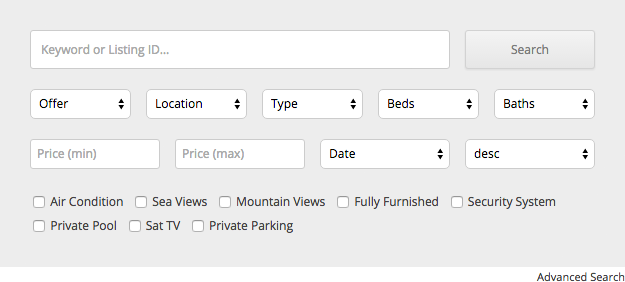 Keyword or Listing ID... Search
Offer Location Type Beds Baths
Price (min) Price (max) Date desc
Air Condition Sea Views Mountain Views Fully Furnished Security System
Private Pool Sat TV Private Parking
Advanced Search